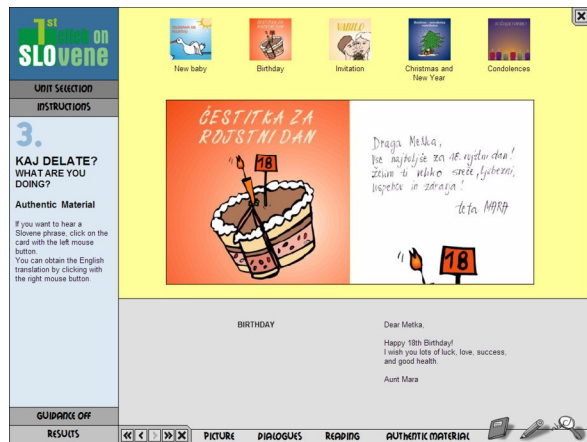 1st click on
SLOvene
UNIT SELECTION
INSTRUCTIONS
3.
KAJ DELATE?
WHAT ARE YOU
DOING?
Authentic Material
If you want to hear a
Slovene phrase, click on the
card with the left mouse
button.
You can obtain the English
translation by clicking with
the right mouse button.
GUIDANCE OFF
RESULTS
VABILO
New baby
Birthday
Invitation
Christmas and
New Year
Condolences
ČESTITKA ZA
ROJSTNI DAN
18
Draga Metka,
Vse najboljše za 18. rojstni dan!
Želim ti veliko sreče, ljubezni,
uspehov in zdravja!
teta MARA
18
BIRTHDAY
Dear Metka,
Happy 18th Birthday!
I wish you lots of luck, love, success,
and good health.
Aunt Mara
PICTURE DIALOGUES READING AUTHENTIC MATERIAL